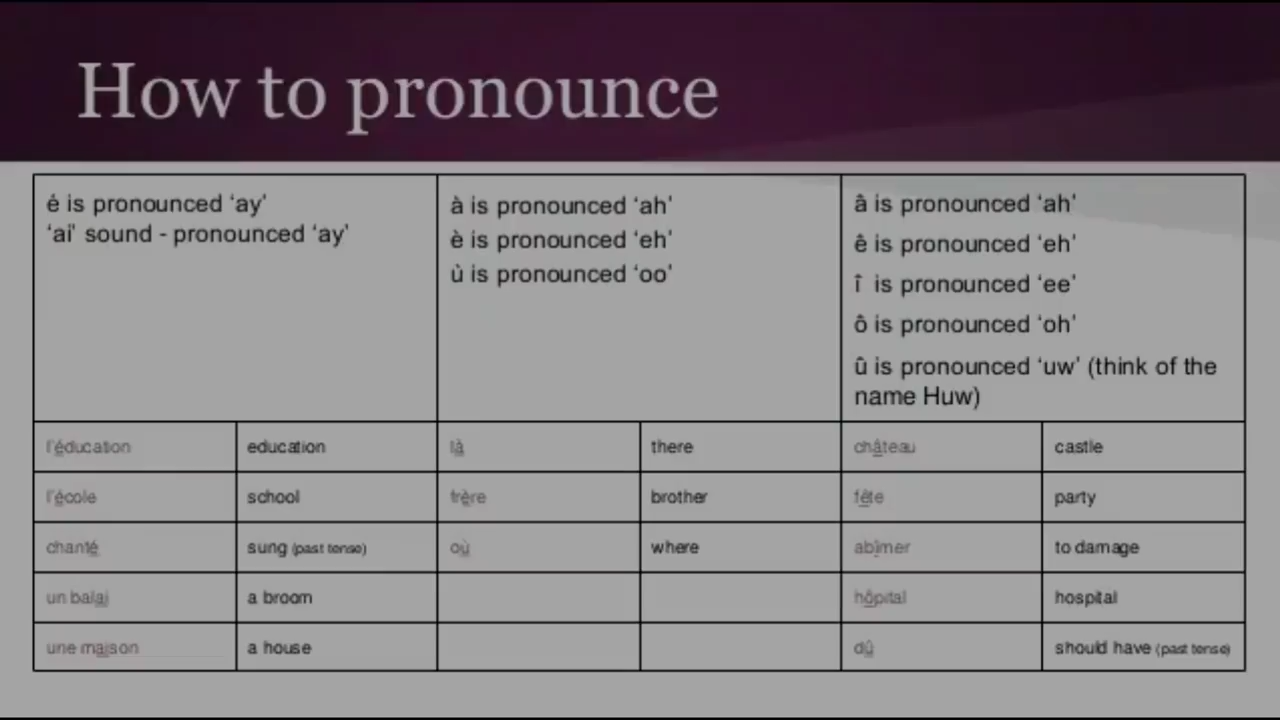 How to pronounce
é is pronounced ‘ay’
‘ai’ sound - pronounced ‘ay’
à is pronounced ‘ah’
è is pronounced ‘eh’
ù is pronounced ‘oo’
â is pronounced ‘ah’
ê is pronounced ‘eh’
î is pronounced ‘ee’
ô is pronounced ‘oh’
û is pronounced ‘uw’ (think of the
name Huw)
l’éducation education là there château castle
l’école school frère brother fête party
chanté sung (past tense) où where abîmer to damage
un balai a broom hôpital hospital
une maison a house dû should have (past tense)